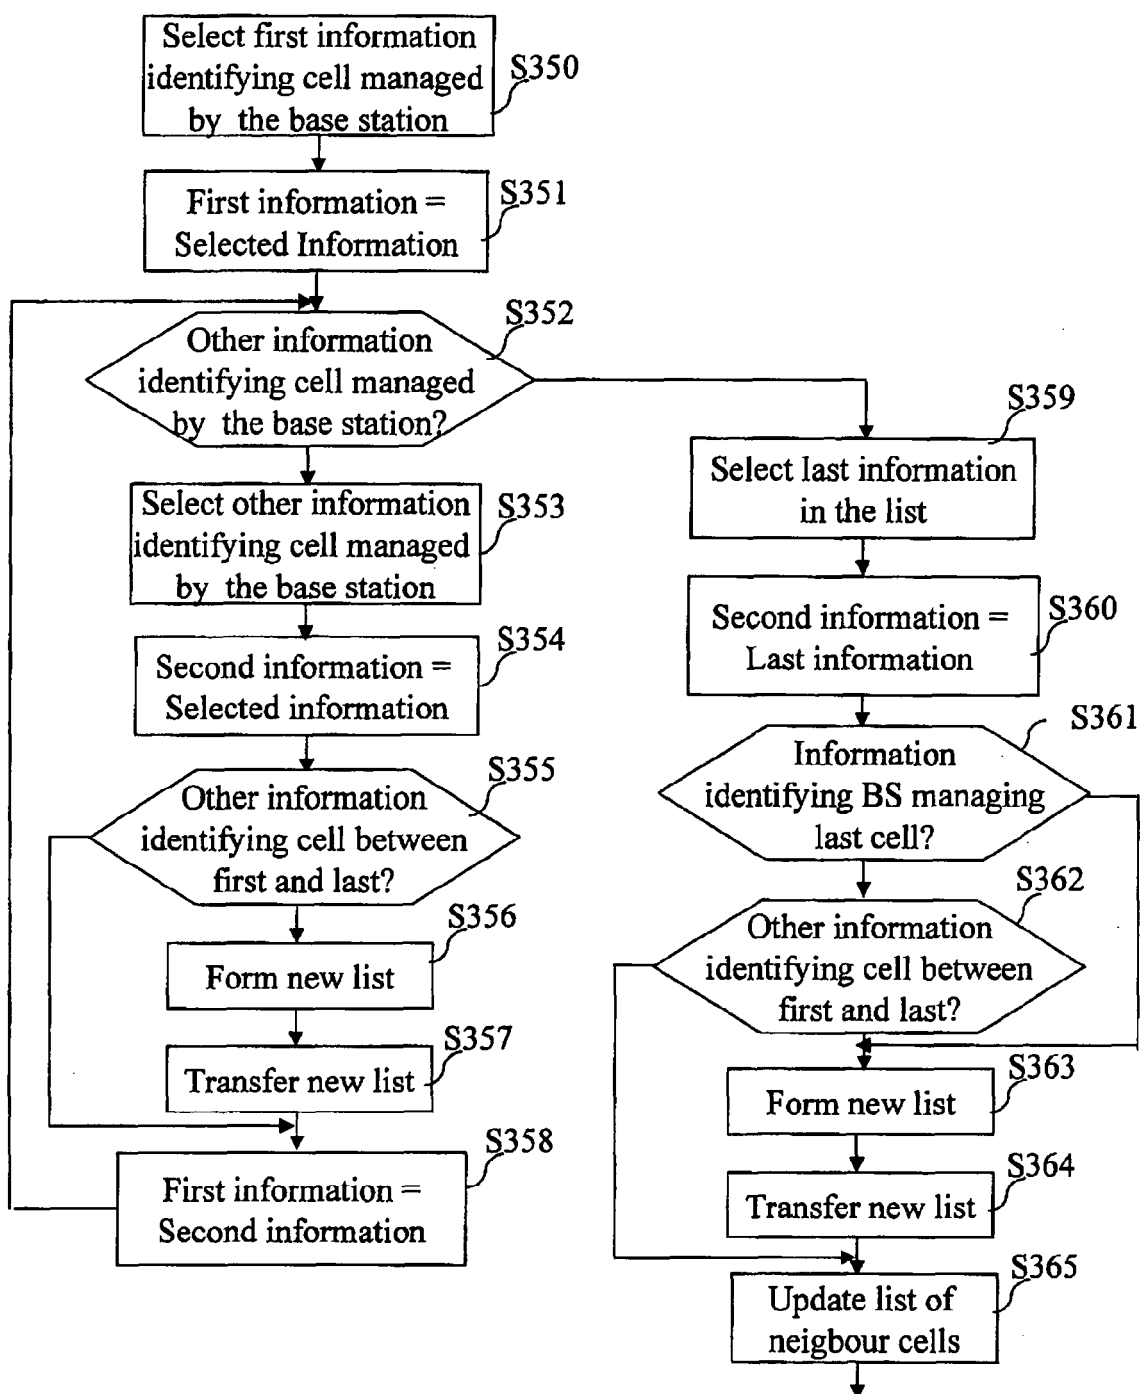 Select first information
identifying cell managed
by the base station
S350
First information =
Selected Information
S351
Other information
identifying cell managed
by the base station?
S352
Select other information
identifying cell managed
by the base station
S353
Second information =
Selected information
S354
Other information
identifying cell between
first and last?
S355
Form new list
S356
Transfer new list
S357
First information =
Second information
S358
Select last information
in the list
S359
Second information =
Last information
S360
Information
identifying BS managing
last cell?
S361
Other information
identifying cell between
first and last?
S362
Form new list
S363
Transfer new list
S364
Update list of
neigbour cells
S365